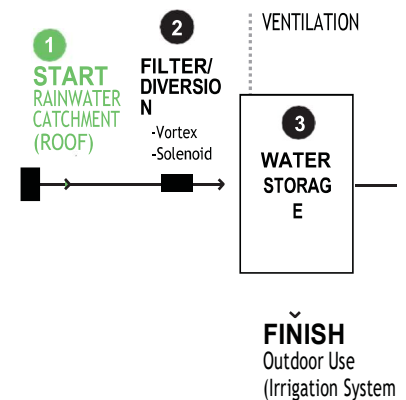 VENTILATION
1
START
RAINWATER
CATCHMENT
(ROOF)
2
FILTER/
DIVERSIO
N
-Vortex
-Solenoid
3
WATER
STORAG
E
FINISH
Outdoor Use
(Irrigation System